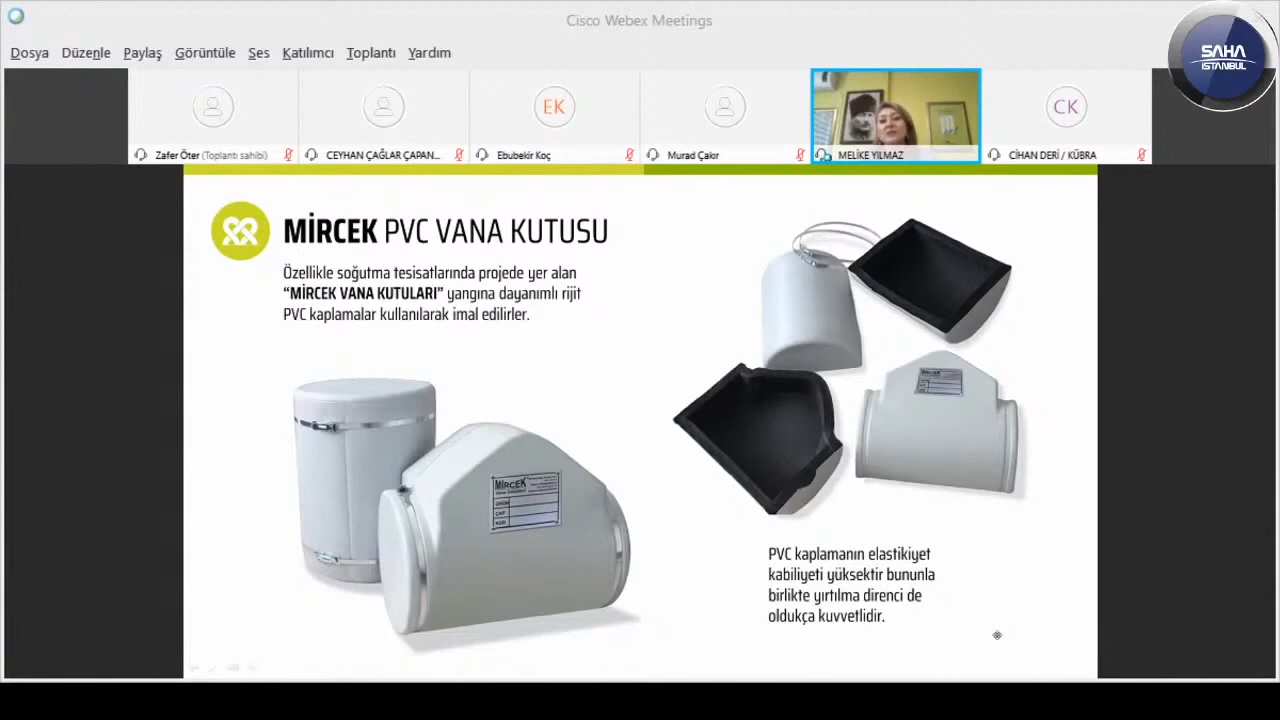 Cisco Webex Meetings
SAHA
İSTANBUL
Dosya Düzenle Paylaş Görüntüle Ses Katılımcı Toplantı Yardım
EK
CK
Zafer Öter (Toplantı sahibi)
CEYHAN ÇAĞLAR ÇAPAN...
Ebubekir Koç
Murad Çakır
MELİKE YILMAZ
CİHAN DERİ / KÜBRA
MİRCEK PVC VANA KUTUSU
Özellikle soğutma tesisatlarında projede yer alan
“MİRCEK VANA KUTULARI” yangına dayanımlı rijit
PVC kaplamalar kullanılarak imal edilirler.
MİRCEK
PVC kaplamanın elastikiyet
kabiliyeti yüksektir bununla
birlikte yırtılma direnci de
oldukça kuvvetlidir.